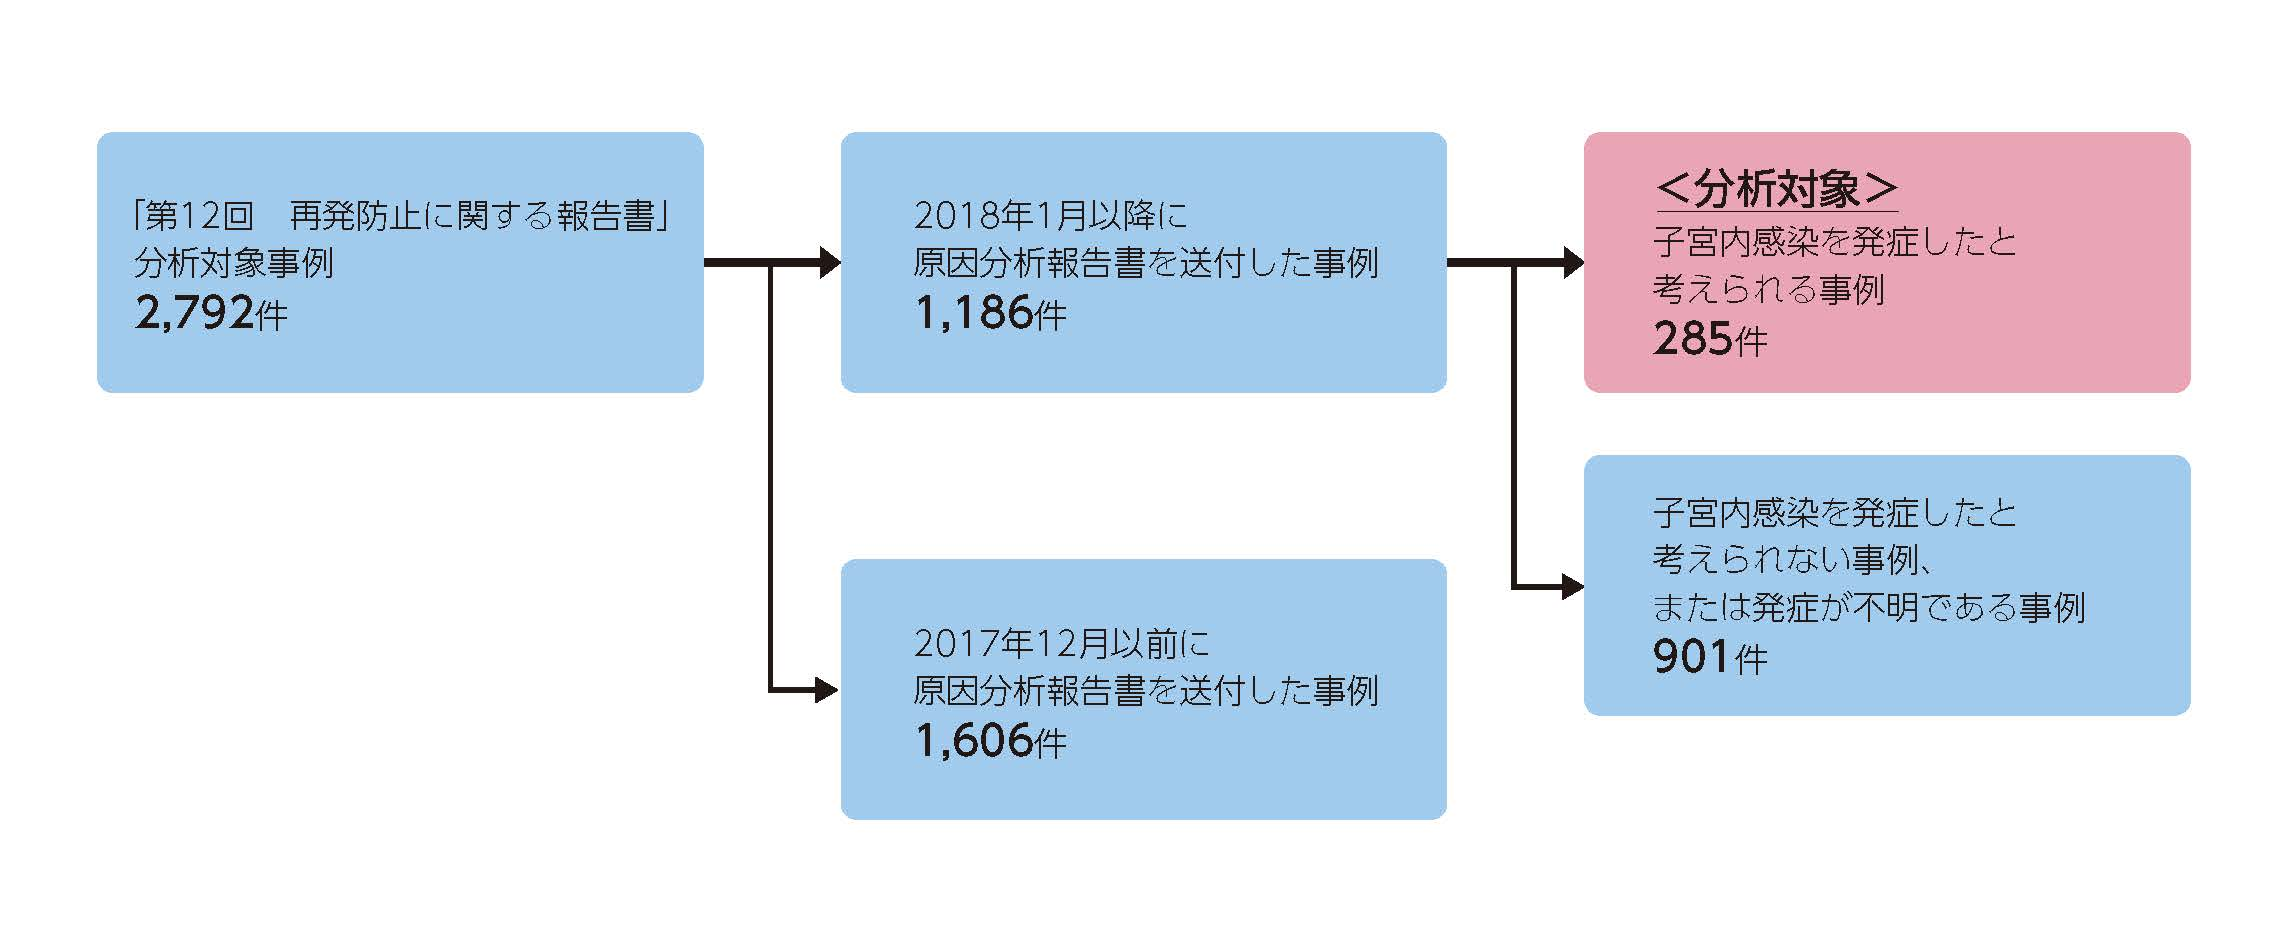 「第12回　再発防止に関する報告書」
分析対象事例
2,792件
2018年1月以降に
原因分析報告書を送付した事例
1,186件
＜分析対象＞
子宮内感染を発症したと
考えられる事例
285件
子宮内感染を発症したと
考えられない事例、
または発症が不明である事例
901件
2017年12月以前に
原因分析報告書を送付した事例
1,606件